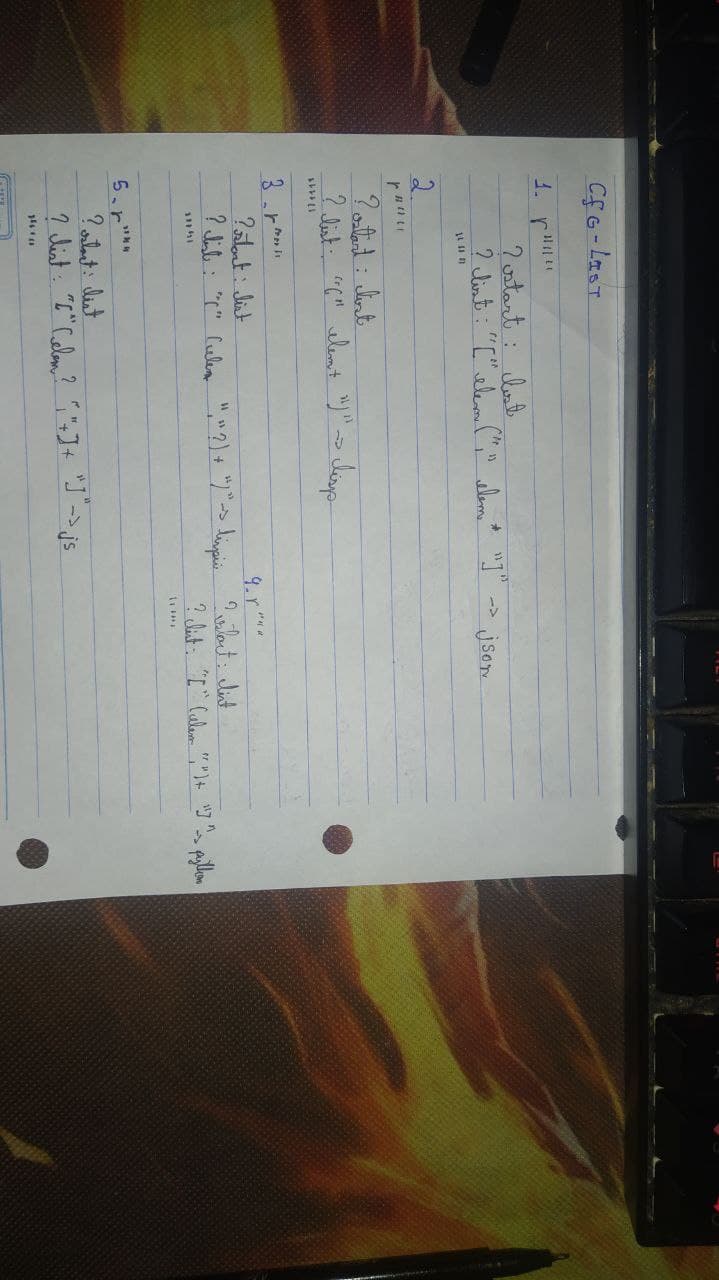 CFG-LIST
1. r"""
?start : list
?list : "[" elem ("," elem * "]" -> json
"""
2
r"""
?start : list
?list : "(" elem+ ")" -> lisp
"""
3 - r"""
?start : list
?list : "(" (elem ","?)+ ")" -> lispic
"""
4 - r"""
?start : list
?list : "[" (elem ",")+ "]" -> python
"""
5 - r"""
?start : list
?list : "[" (elem? ","+]+ "]" -> js
"""